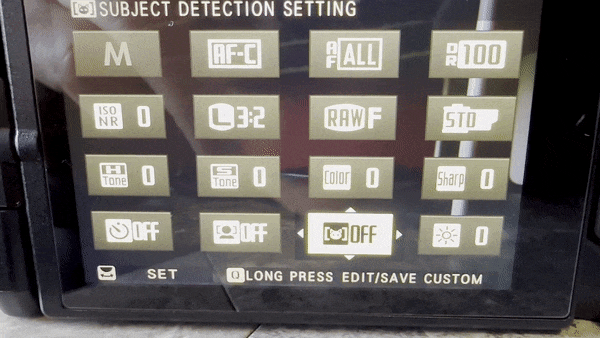 SUBJECT DETECTION SETTING
M AF-C AF ALL DR 100
ISO NR 0 L 3:2 RAW F STD
H Tone 0 S Tone 0 Color 0 Sharp 0
OFF OFF OFF 0
SET Q LONG PRESS EDIT/SAVE CUSTOM